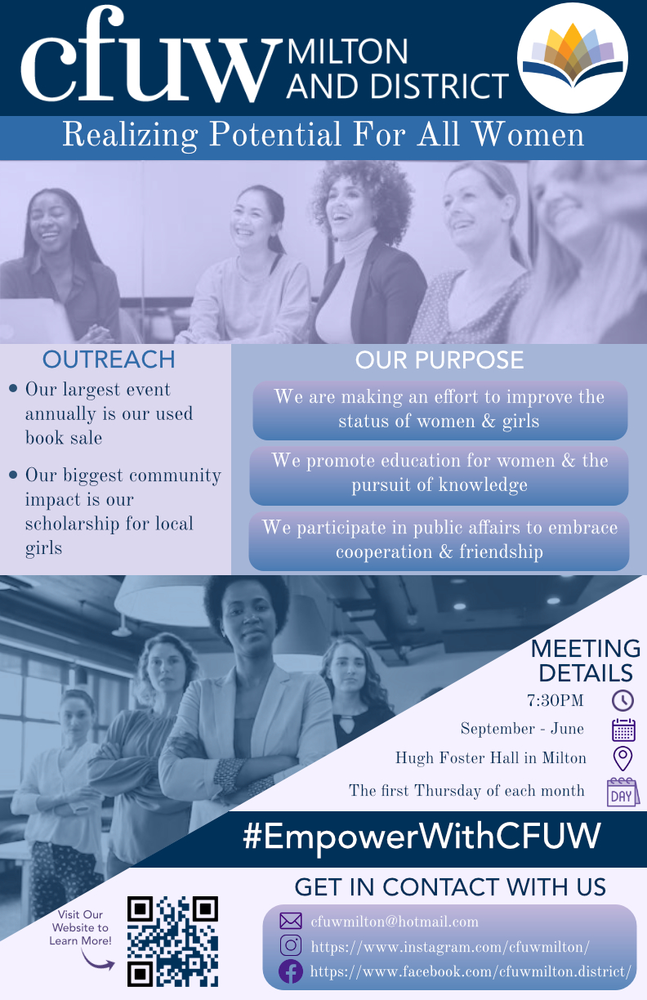 cfuw MILTON
AND DISTRICT
Realizing Potential For All Women
OUTREACH
• Our largest event
annually is our used
book sale
• Our biggest community
impact is our
scholarship for local
girls
OUR PURPOSE
We are making an effort to improve the
status of women & girls
We promote education for women & the
pursuit of knowledge
We participate in public affairs to embrace
cooperation & friendship
MEETING
DETAILS
7:30PM
September - June
Hugh Foster Hall in Milton
The first Thursday of each month
DAY
#EmpowerWithCFUW
Visit Our
Website to
Learn More!
GET IN CONTACT WITH US
cfuwmilton@hotmail.com
https://www.instagram.com/cfuwmilton/
https://www.facebook.com/cfuwmilton.district/